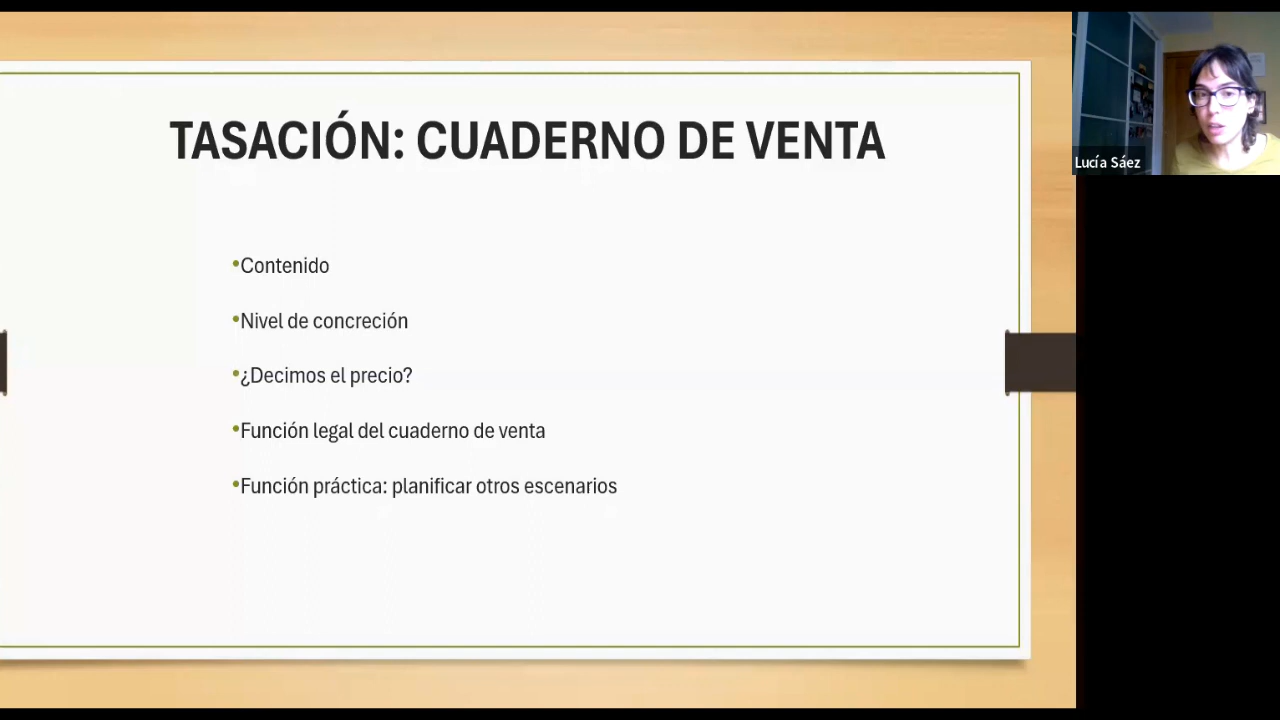 TASACIÓN: CUADERNO DE VENTA
•Contenido
•Nivel de concreción
•¿Decimos el precio?
•Función legal del cuaderno de venta
•Función práctica: planificar otros escenarios
Lucía Sáez